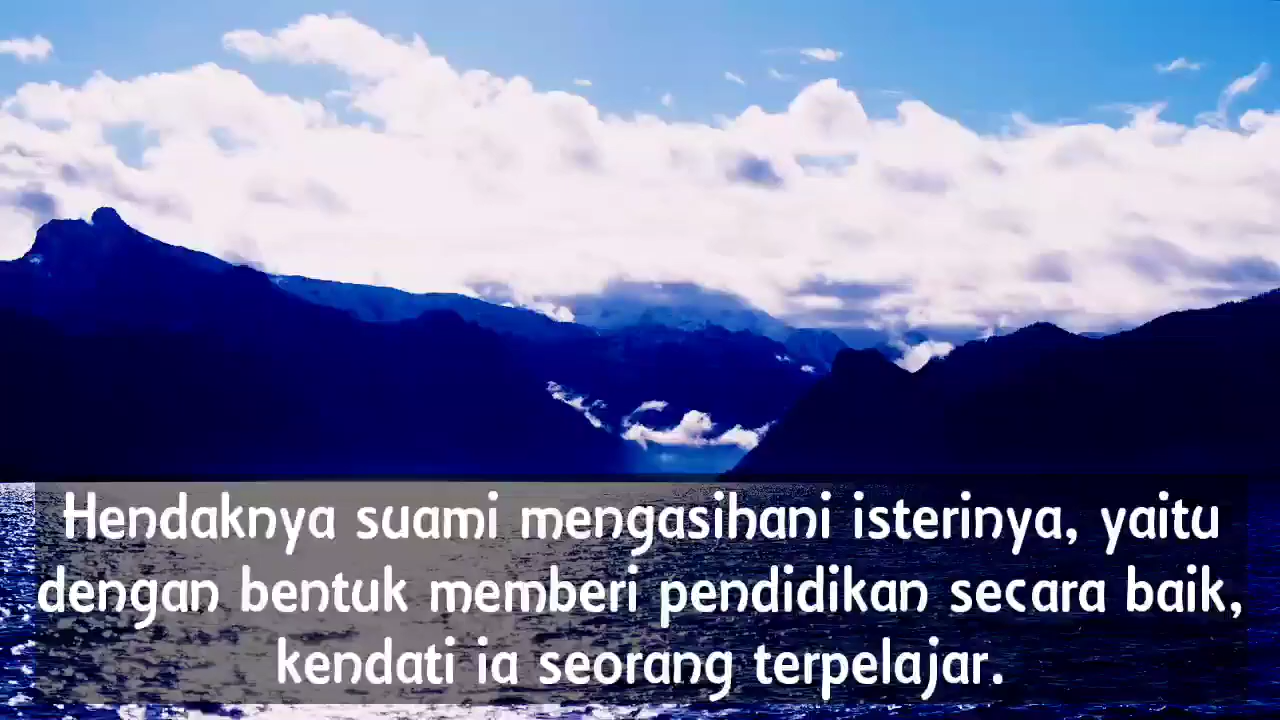 Hendaknya suami mengasihani isterinya, yaitu
dengan bentuk memberi pendidikan secara baik,
kendati ia seorang terpelajar.